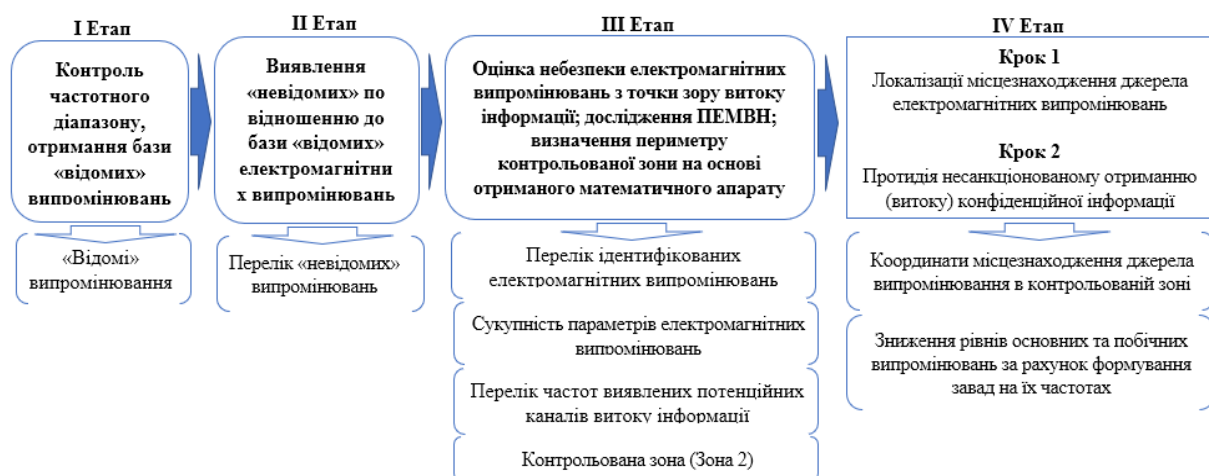 I Етап
Контроль
частотного
діапазону,
отримання бази
«відомих»
випромінювань
«Відомі»
випромінювання
II Етап
Виявлення
«невідомих» по
відношенню до
бази «відомих»
електромагнітни
х випромінювань
Перелік «невідомих»
випромінювань
III Етап
Оцінка небезпеки електромагнітних
випромінювань з точки зору витоку
інформації; дослідження ПЕМВН;
визначення периметру
контрольованої зони на основі
отриманого математичного апарату
Перелік ідентифікованих
електромагнітних випромінювань
Сукупність параметрів електромагнітних
випромінювань
Перелік частот виявлених потенційних
каналів витоку інформації
Контрольована зона (Зона 2)
IV Етап
Крок 1
Локалізації місцезнаходження джерела
електромагнітних випромінювань
Крок 2
Протидія несанкціонованому отриманню
(витоку) конфіденційної інформації
Координати місцезнаходження джерела
випромінювання в контрольованій зоні
Зниження рівнів основних та побічних
випромінювань за рахунок формування
завад на їх частотах